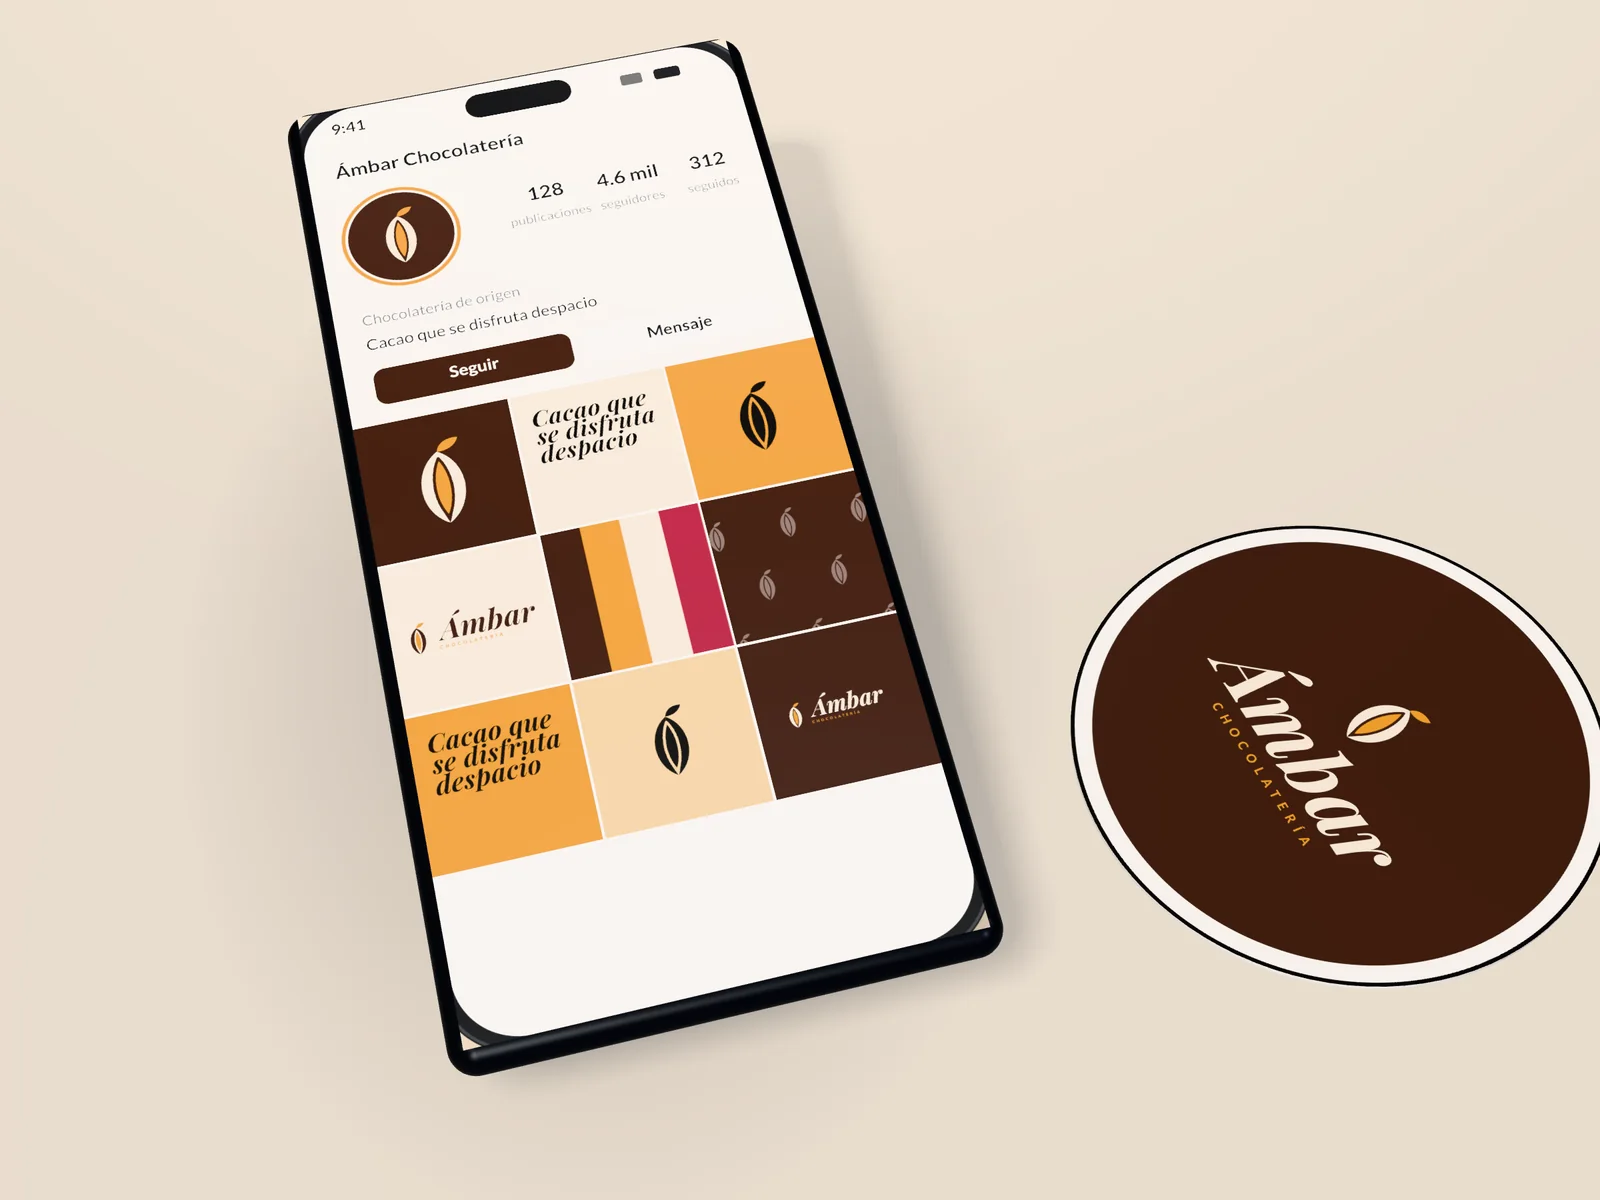 9:41
Ámbar Chocolatería
128
4.6 mil
312
publicaciones
seguidores
seguidos
Chocolatería de origen
Cacao que se disfruta despacio
Seguir
Mensaje
Cacao que
se disfruta
despacio
Ámbar
CHOCOLATERÍA
Cacao que
se disfruta
despacio
Ámbar
CHOCOLATERÍA
Ámbar
CHOCOLATERÍA